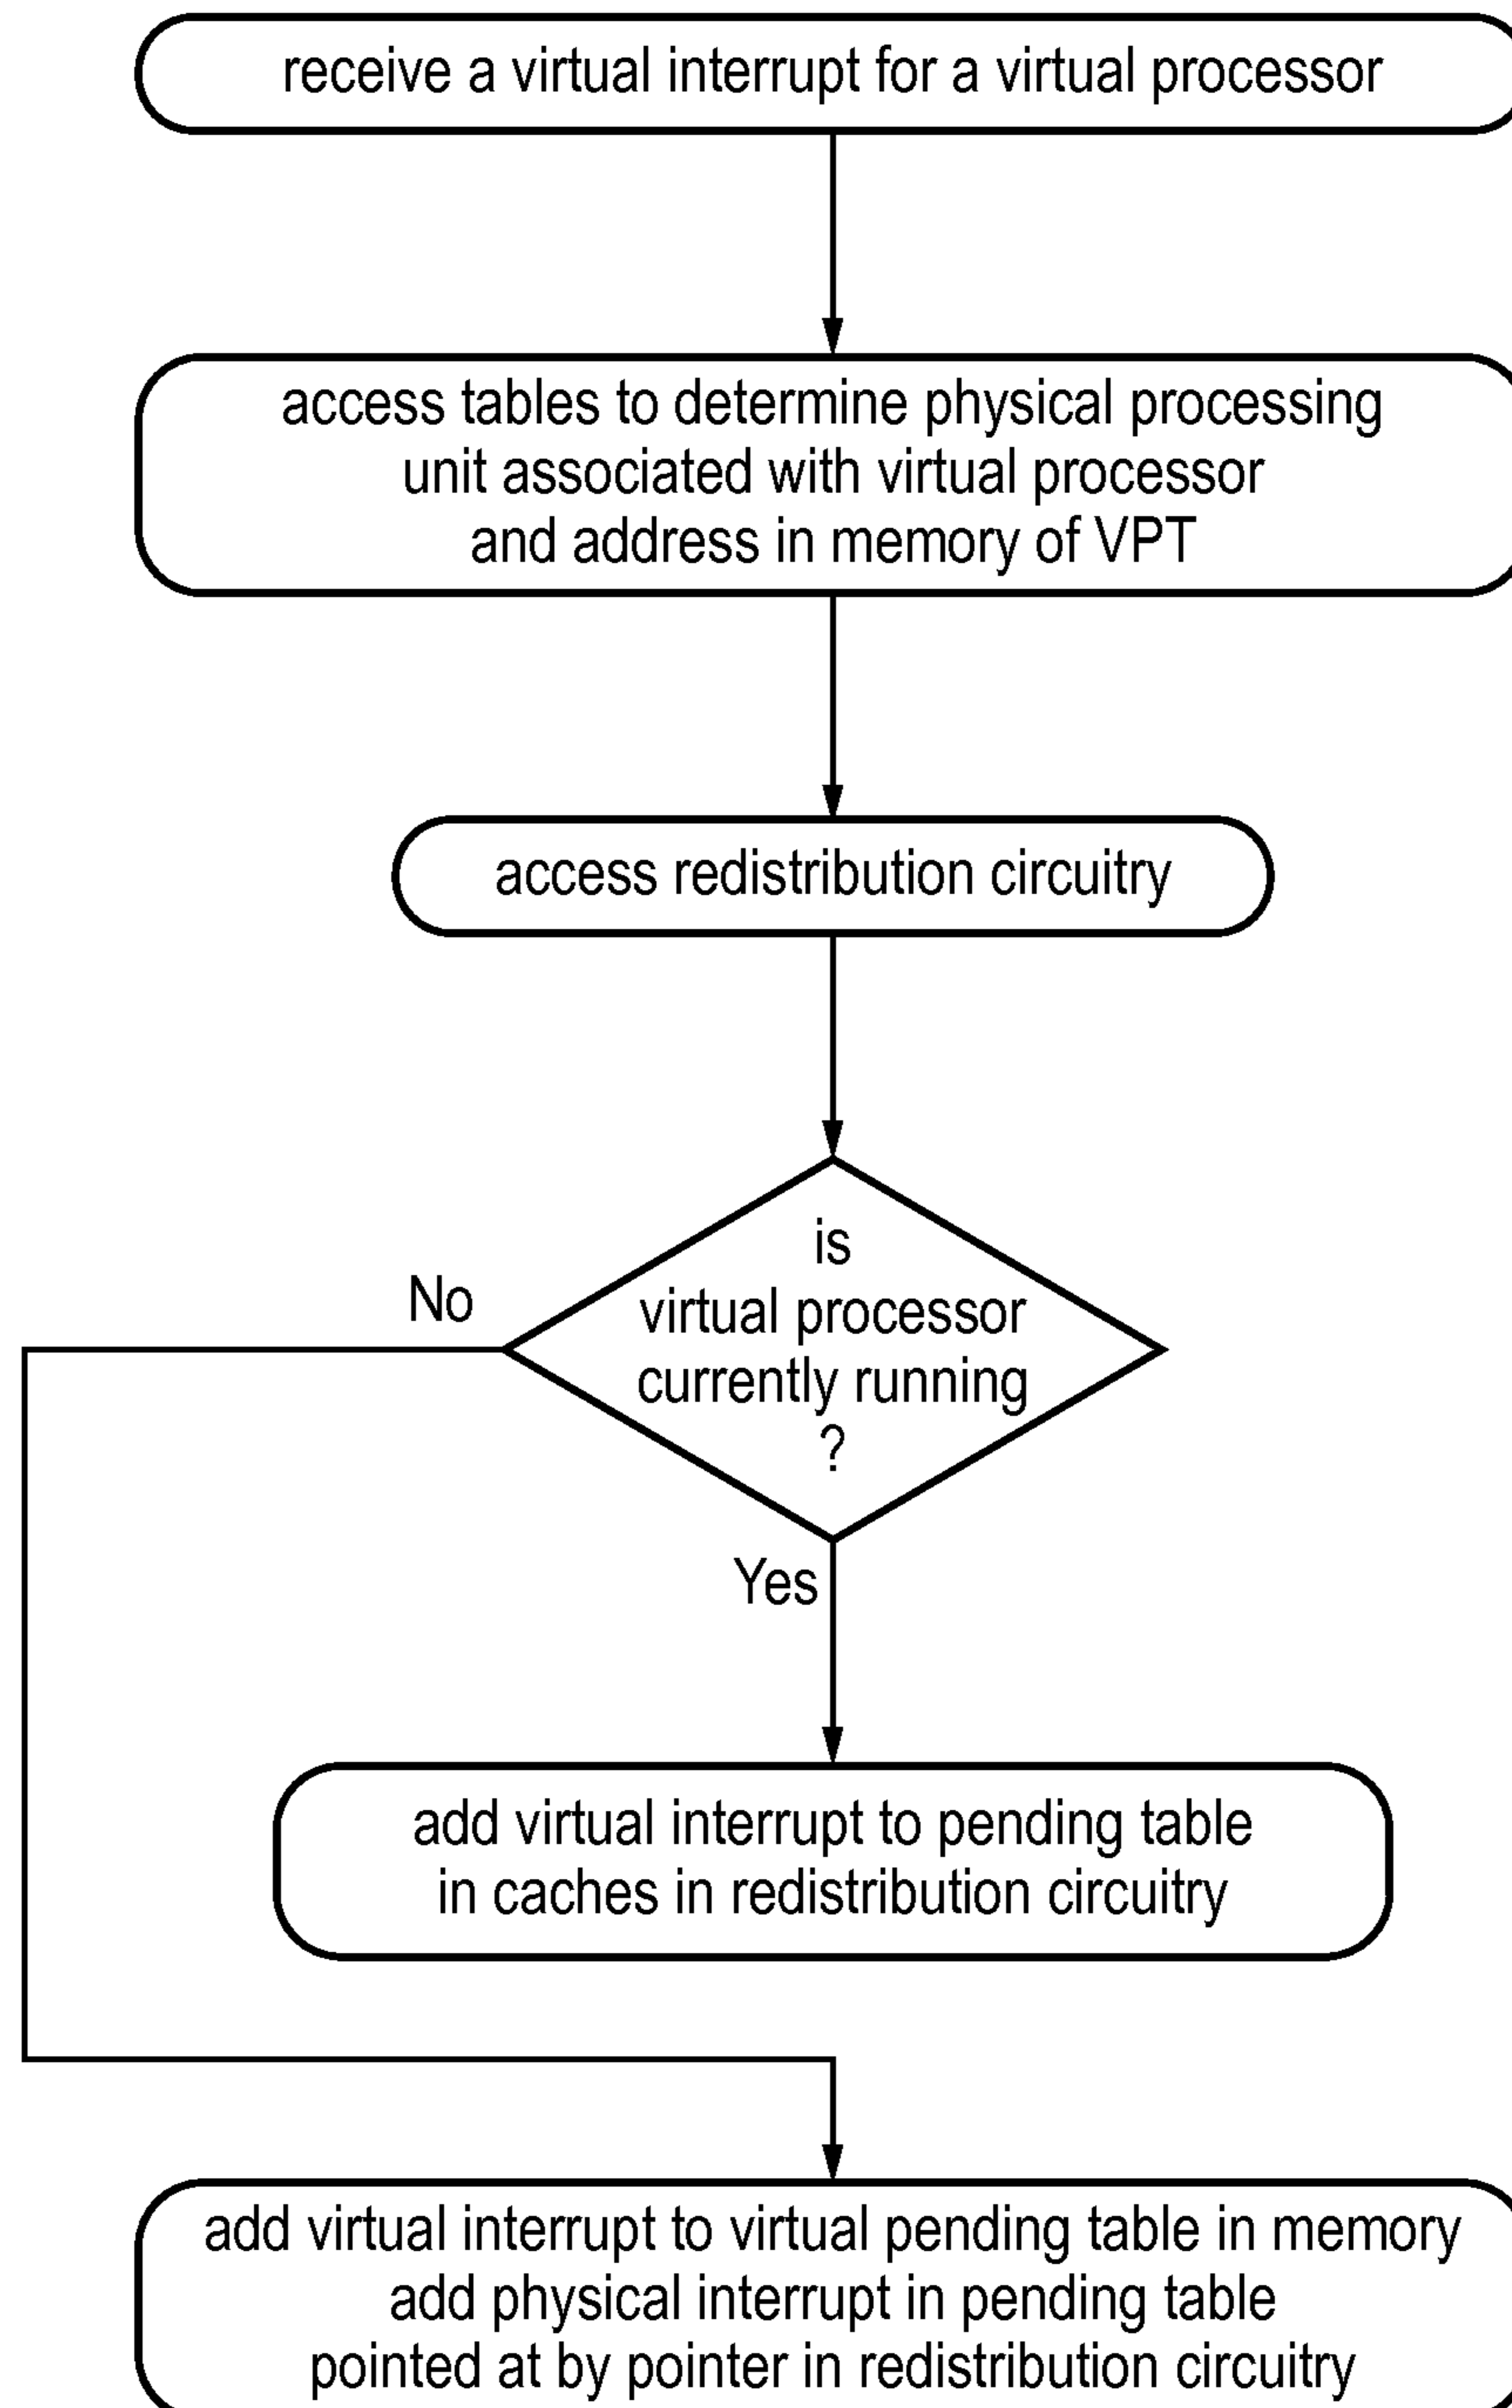 receive a virtual interrupt for a virtual processor
access tables to determine physical processing
unit associated with virtual processor
and address in memory of VPT
access redistribution circuitry
is
virtual processor
currently running
?
No
Yes
add virtual interrupt to pending table
in caches in redistribution circuitry
add virtual interrupt to virtual pending table in memory
add physical interrupt in pending table
pointed at by pointer in redistribution circuitry